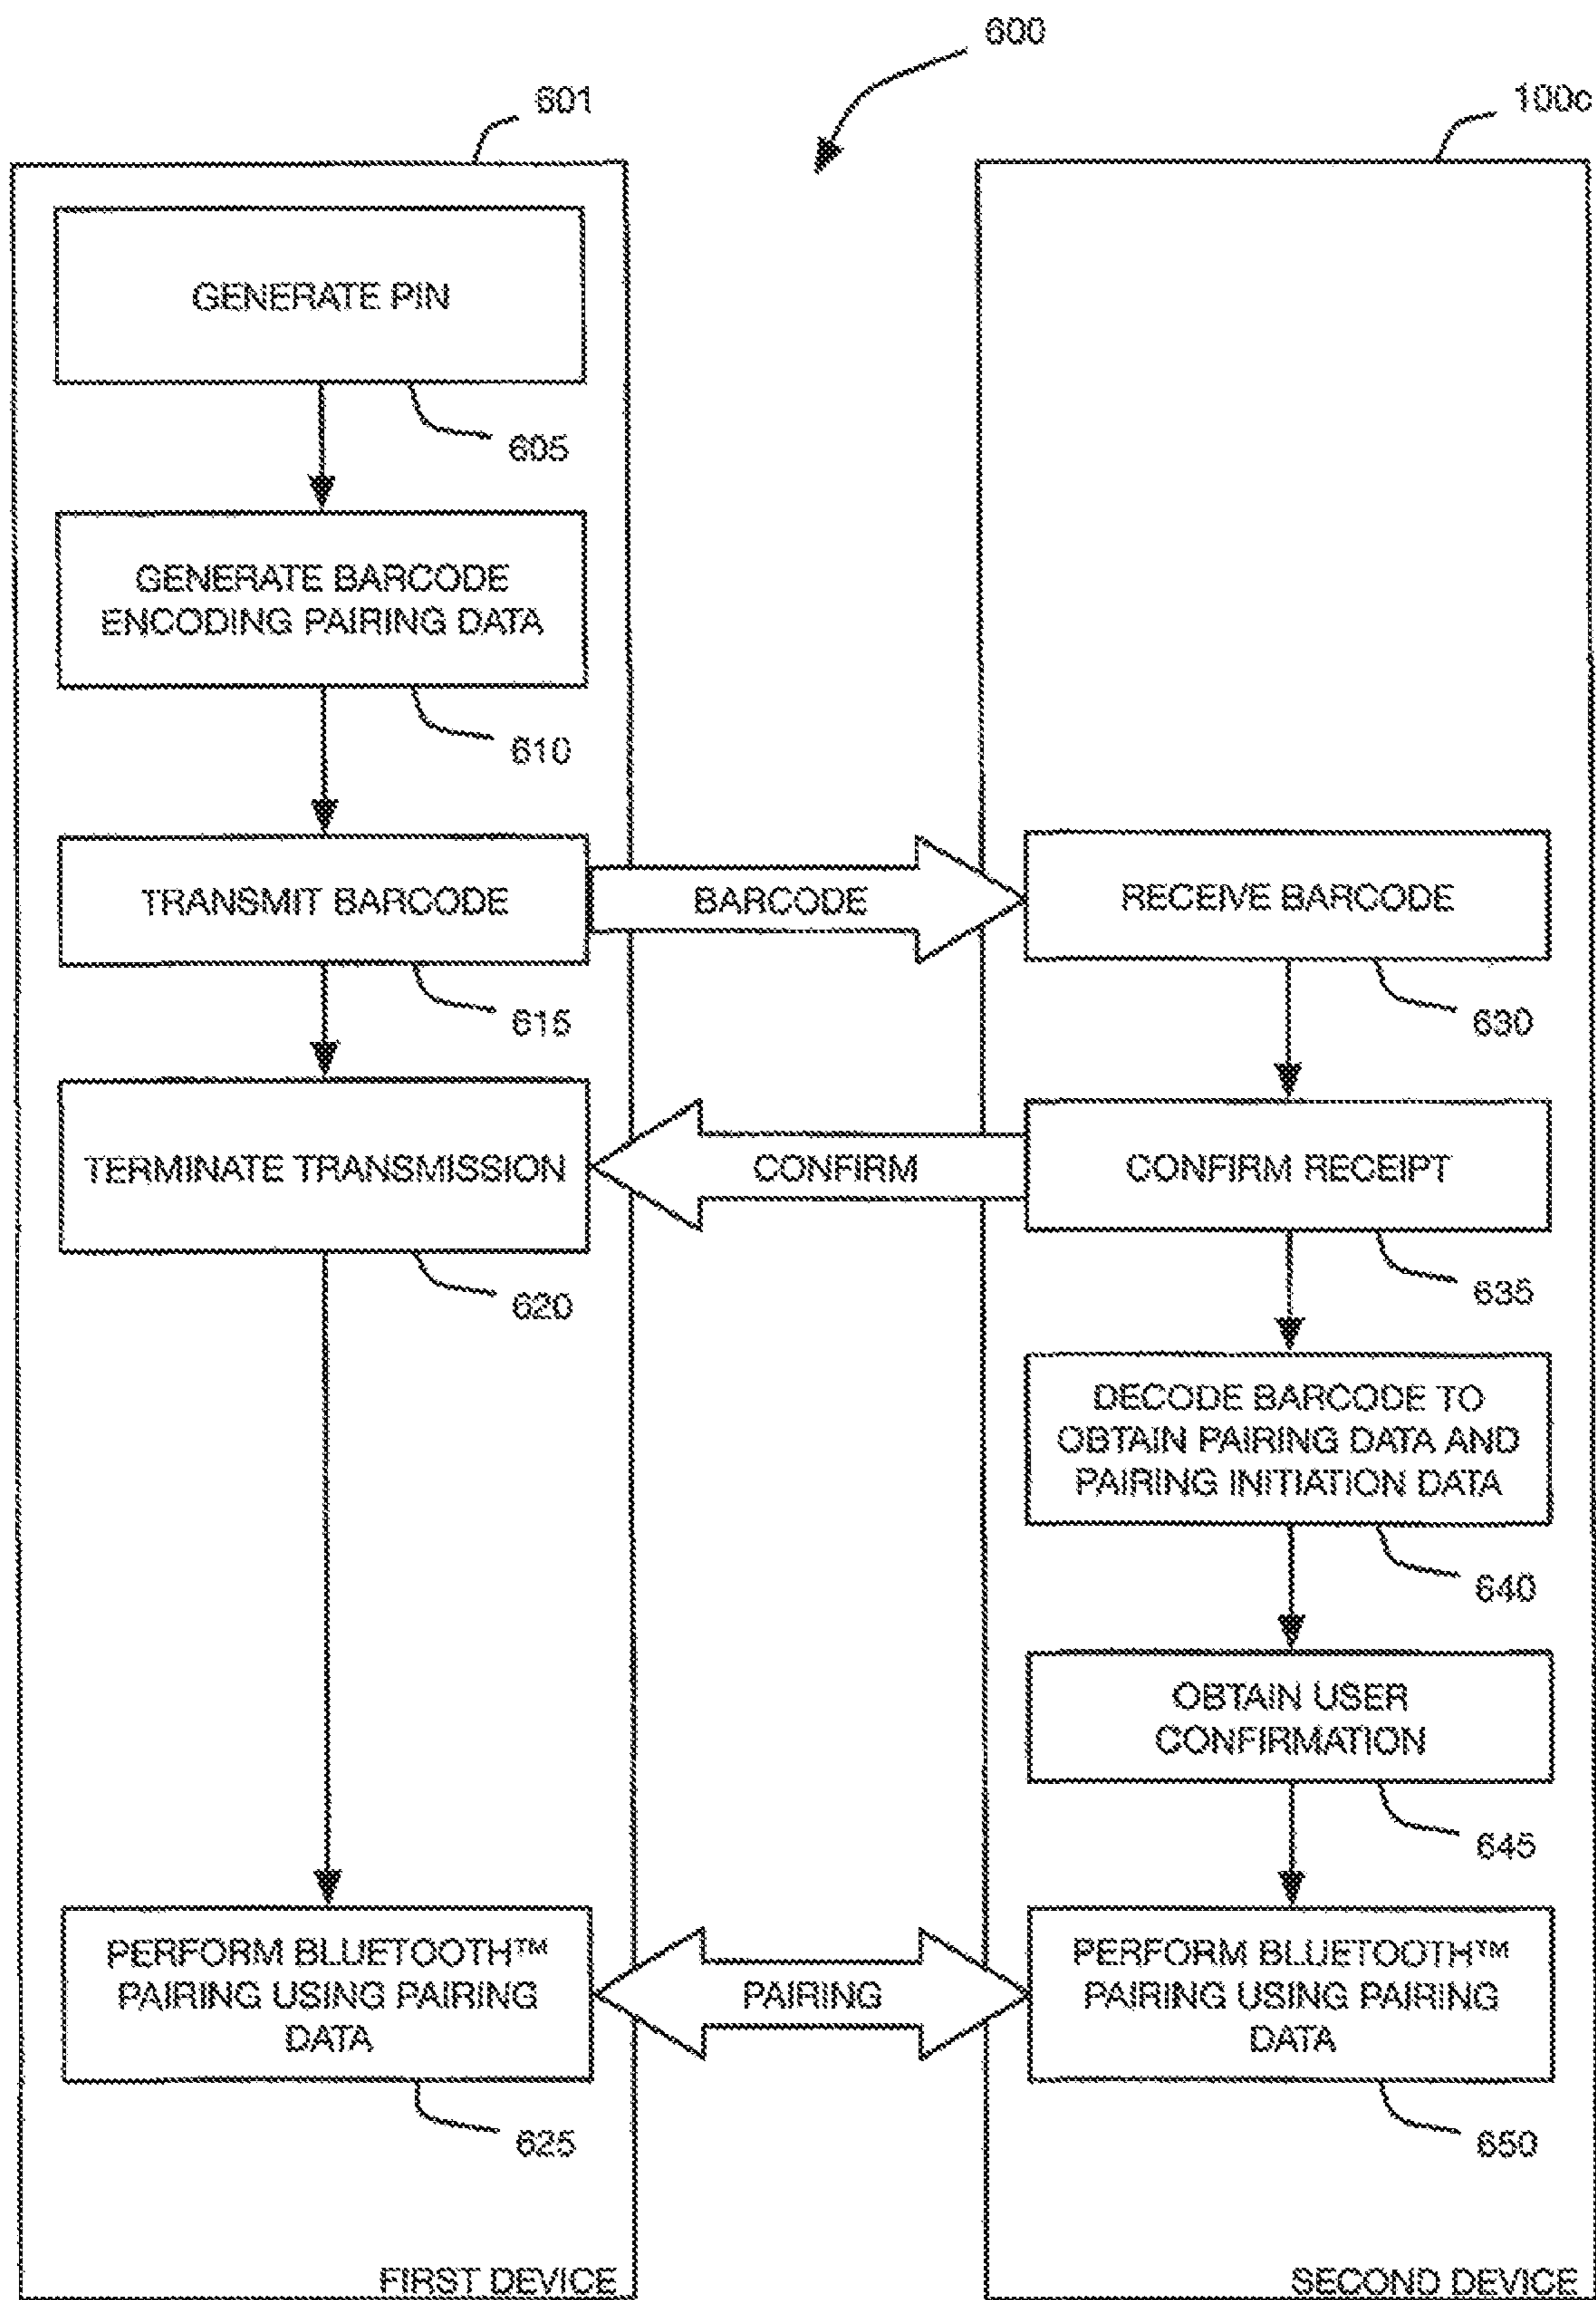 600
601
100c
GENERATE PIN
605
GENERATE BARCODE
ENCODING PAIRING DATA
610
TRANSMIT BARCODE
BARCODE
RECEIVE BARCODE
615
630
TERMINATE TRANSMISSION
CONFIRM
CONFIRM RECEIPT
620
635
DECODE BARCODE TO
OBTAIN PAIRING DATA AND
PAIRING INITIATION DATA
640
OBTAIN USER
CONFIRMATION
645
PERFORM BLUETOOTH™
PAIRING USING PAIRING
DATA
PAIRING
PERFORM BLUETOOTH™
PAIRING USING PAIRING
DATA
625
650
FIRST DEVICE
SECOND DEVICE